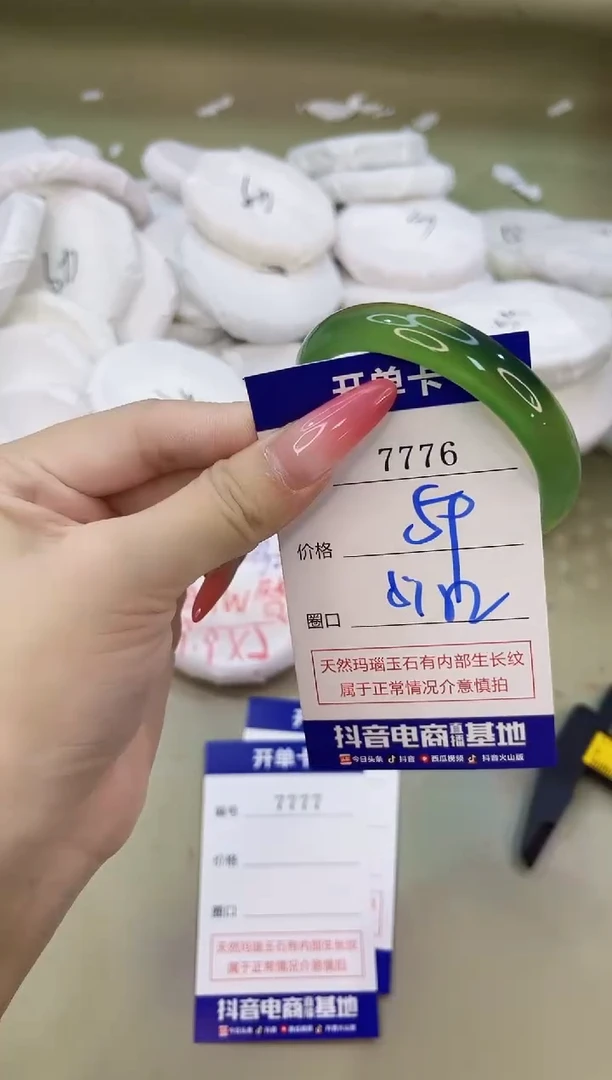 开单卡
7776
59
价格
圈口
天然玛瑙玉石有内部生长纹
属于正常情况介意慎拍
抖音电商直播基地
今日头条 抖音 西瓜视频 抖音火山版
开单卡
编号 7777
价格
圈口
天然玛瑙玉石有内部生长纹
属于正常情况介意慎拍
抖音电商直播基地